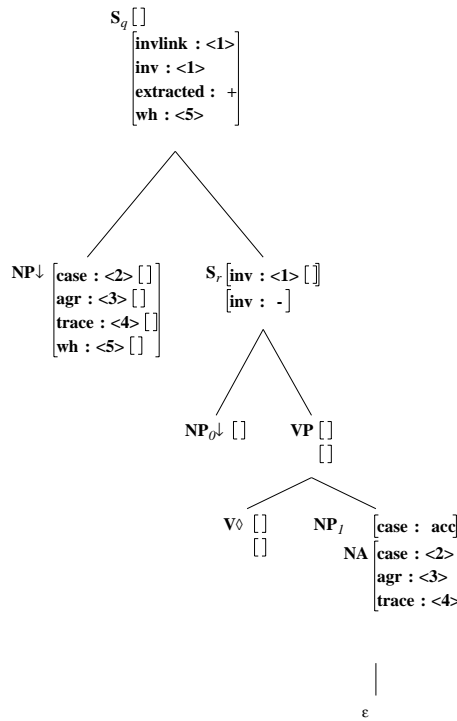 S_q []
invlink : <1>
inv : <1>
extracted : +
wh : <5>
NP↓ case : <2> [] S_r inv : <1> []
agr : <3> [] inv : -
trace : <4> []
wh : <5> []
NP_0↓ [] VP []
[]
V◊ [] NP_1 case : acc
[] NA case : <2>
agr : <3>
trace : <4>
ε